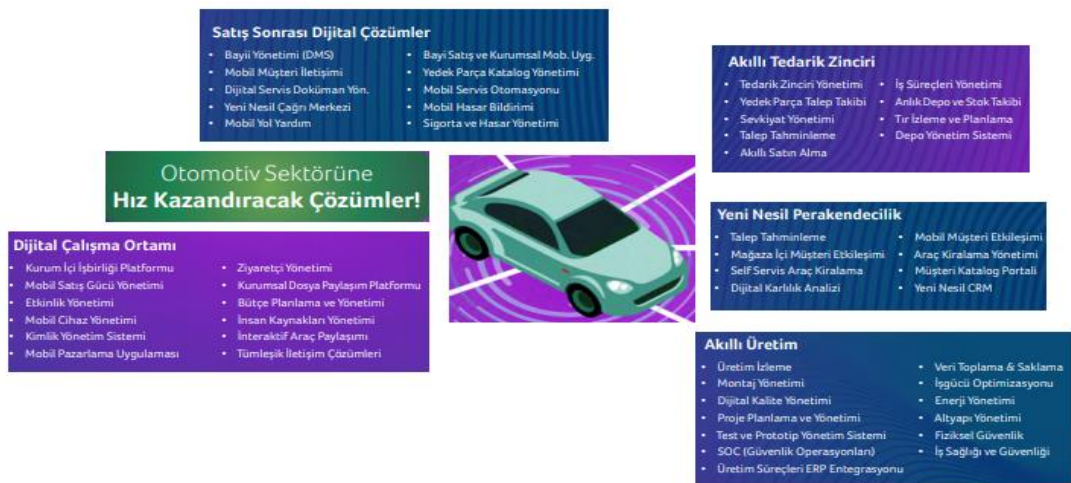 Satış Sonrası Dijital Çözümler
• Bayii Yönetimi (DMS)
• Mobil Müşteri İletişimi
• Dijital Servis Doküman Yön.
• Yeni Nesil Çağrı Merkezi
• Mobil Yol Yardım
• Bayi Satış ve Kurumsal Mob. Uyg.
• Yedek Parça Katalog Yönetimi
• Mobil Servis Otomasyonu
• Mobil Hasar Bildirimi
• Sigorta ve Hasar Yönetimi
Akıllı Tedarik Zinciri
• Tedarik Zinciri Yönetimi
• Yedek Parça Talep Takibi
• Sevkiyat Yönetimi
• Talep Tahminleme
• Akıllı Satın Alma
• İş Süreçleri Yönetimi
• Anlık Depo ve Stok Takibi
• Tır İzleme ve Planlama
• Depo Yönetim Sistemi
Otomotiv Sektörüne
Hız Kazandıracak Çözümler!
Dijital Çalışma Ortamı
• Kurum İçi İşbirliği Platformu
• Mobil Satış Gücü Yönetimi
• Etkinlik Yönetimi
• Mobil Cihaz Yönetimi
• Kimlik Yönetim Sistemi
• Mobil Pazarlama Uygulaması
• Ziyaretçi Yönetimi
• Kurumsal Dosya Paylaşım Platformu
• Bütçe Planlama ve Yönetimi
• İnsan Kaynakları Yönetimi
• İnteraktif Araç Paylaşımı
• Tümleşik İletişim Çözümleri
Yeni Nesil Perakendecilik
• Talep Tahminleme
• Mağaza İçi Müşteri Etkileşimi
• Self Servis Araç Kiralama
• Dijital Karlılık Analizi
• Mobil Müşteri Etkileşimi
• Araç Kiralama Yönetimi
• Müşteri Katalog Portali
• Yeni Nesil CRM
Akıllı Üretim
• Üretim İzleme
• Montaj Yönetimi
• Dijital Kalite Yönetimi
• Proje Planlama ve Yönetimi
• Test ve Prototip Yönetim Sistemi
• SOC (Güvenlik Operasyonları)
• Üretim Süreçleri ERP Entegrasyonu
• Veri Toplama & Saklama
• İşgücü Optimizasyonu
• Enerji Yönetimi
• Altyapı Yönetimi
• Fiziksel Güvenlik
• İş Sağlığı ve Güvenliği